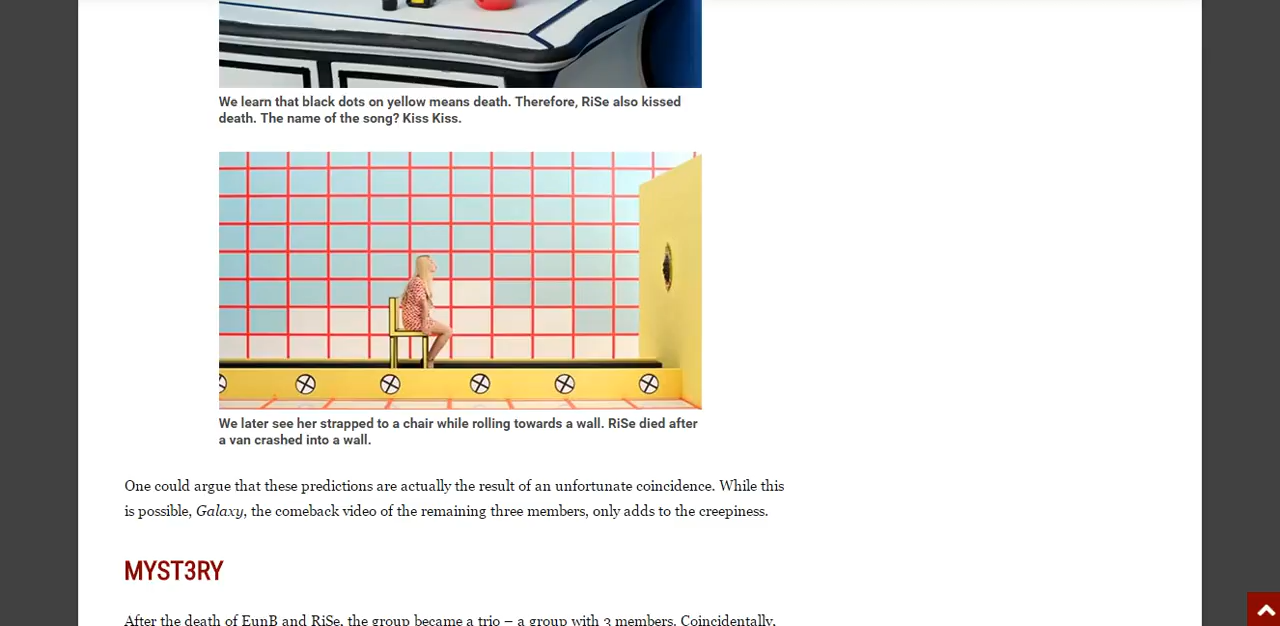 We learn that black dots on yellow means death. Therefore, RiSe also kissed
death. The name of the song? Kiss Kiss.
We later see her strapped to a chair while rolling towards a wall. RiSe died after
a van crashed into a wall.
One could argue that these predictions are actually the result of an unfortunate coincidence. While this
is possible, Galaxy, the comeback video of the remaining three members, only adds to the creepiness.
MYST3RY
After the death of EunB and RiSe, the group became a trio – a group with 3 members. Coincidentally,